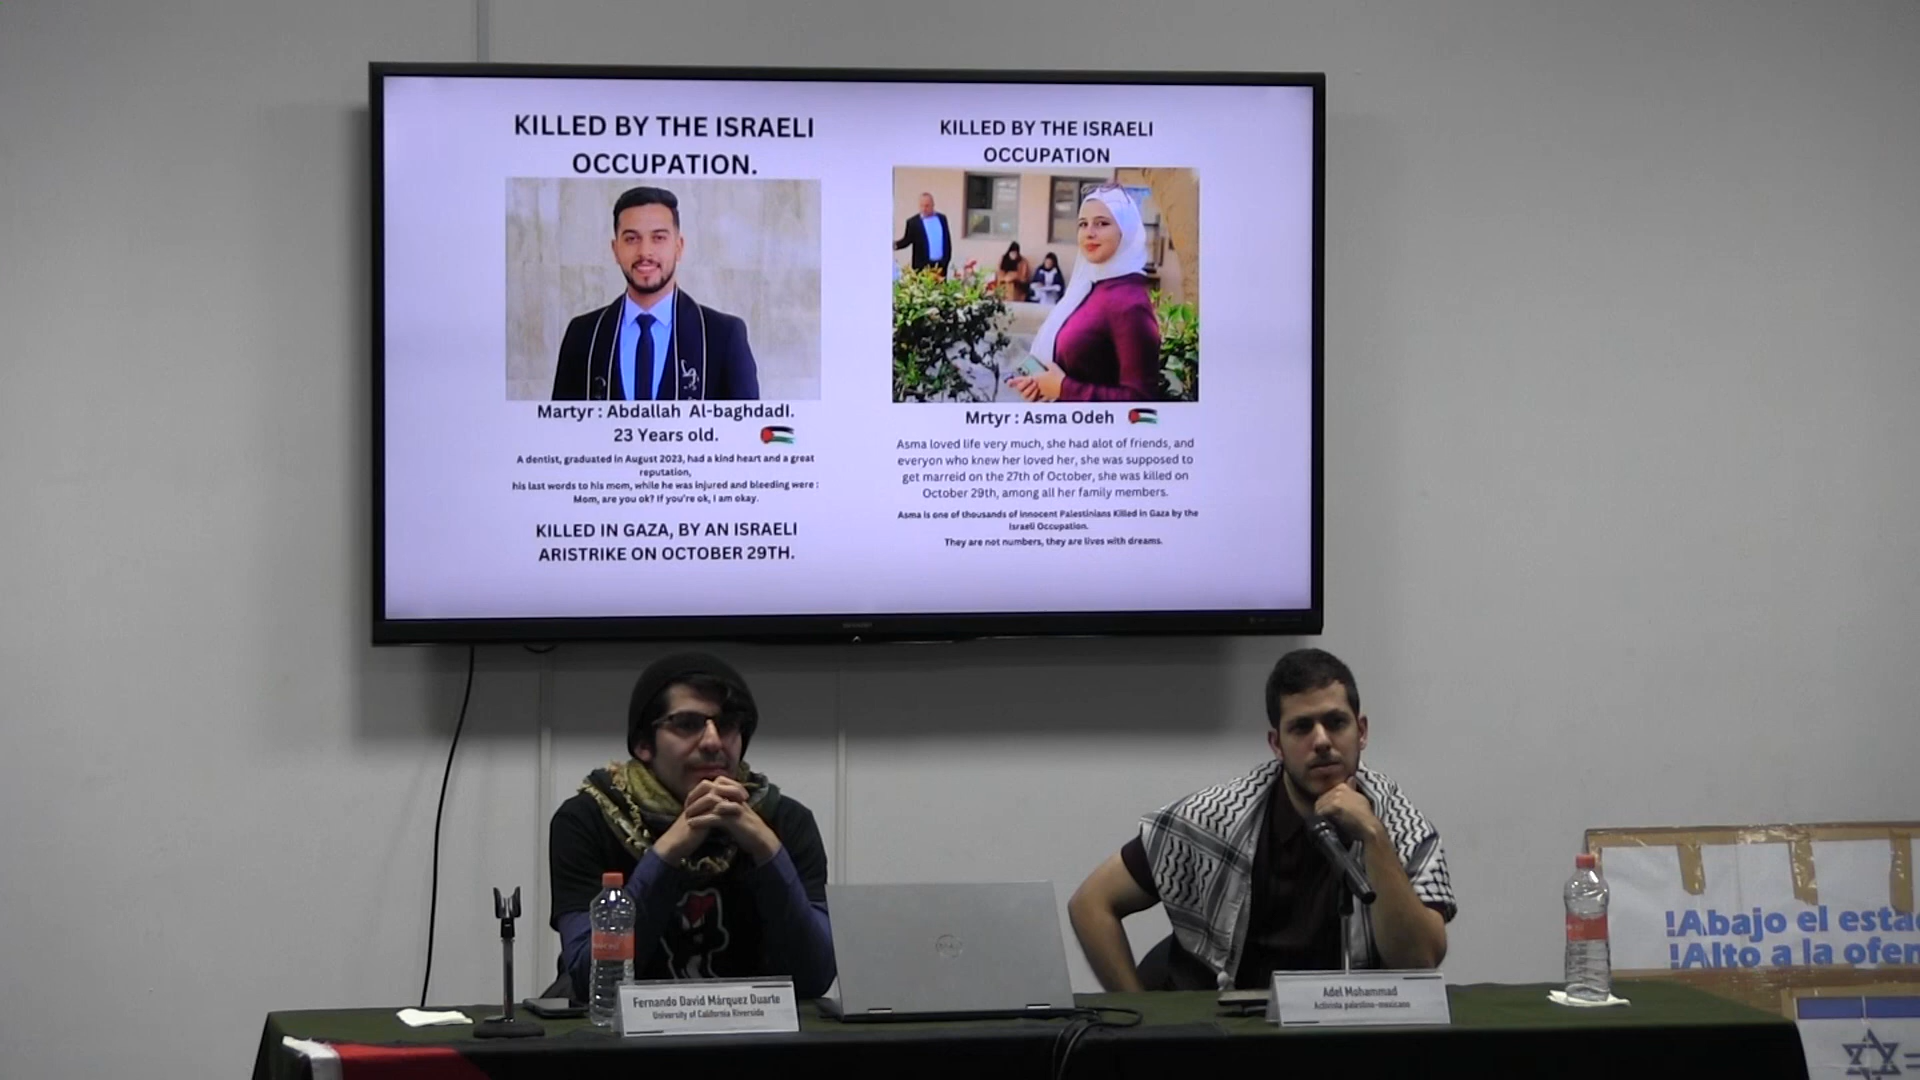 KILLED BY THE ISRAELI
OCCUPATION.
Martyr : Abdallah Al-baghdadI.
23 Years old.
A dentist, graduated in August 2023, had a kind heart and a great
reputation,
his last words to his mom, while he was injured and bleeding were :
Mom, are you ok? If you're ok, I am okay.
KILLED IN GAZA, BY AN ISRAELI
ARISTRIKE ON OCTOBER 29TH.
KILLED BY THE ISRAELI
OCCUPATION
Mrtyr : Asma Odeh
Asma loved life very much, she had alot of friends, and
everyon who knew her loved her, she was supposed to
get marreid on the 27th of October, she was killed on
October 29th, among all her family members.
Asma is one of thousands of innocent Palestinians Killed in Gaza by the
Israeli Occupation.
They are not numbers, they are lives with dreams.
Fernando David Márquez Duarte
University of California Riverside
Adel Mohammad
Activista palestino-mexicano
!Abajo el esta
!Alto a la ofen
=